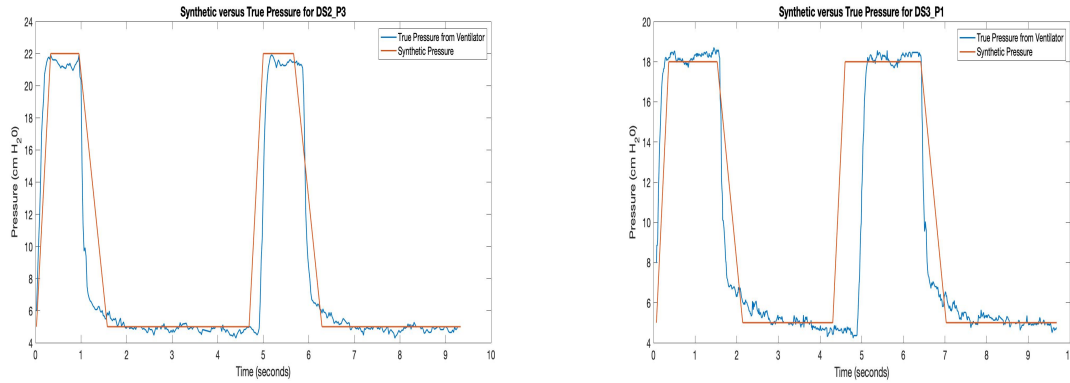 Synthetic versus True Pressure for DS2_P3
True Pressure from Ventilator
Synthetic Pressure
24
22
20
18
16
14
12
10
8
6
4
Pressure (cm H₂0)
0 1 2 3 4 5 6 7 8 9 10
Time (seconds)
Synthetic versus True Pressure for DS3_P1
True Pressure from Ventilator
Synthetic Pressure
20
18
16
14
12
10
8
6
4
Pressure (cm H₂0)
0 1 2 3 4 5 6 7 8 9
Time (seconds)